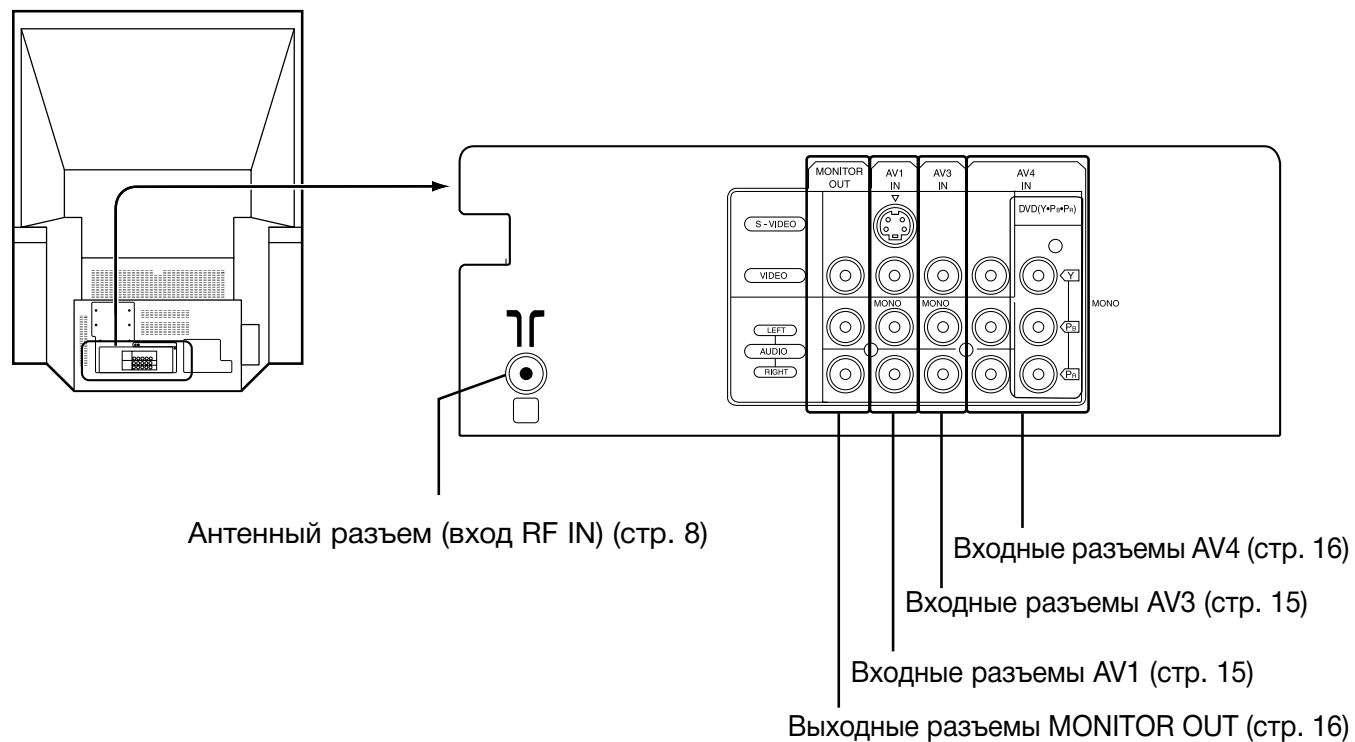 MONITOR OUT
AV1 IN
AV3 IN
AV4 IN
DVD(Y•PB•PR)
S - VIDEO
VIDEO
Y
MONO
MONO
MONO
LEFT
PB
AUDIO
RIGHT
PR
Антенный разъем (вход RF IN) (стр. 8)
Входные разъемы AV4 (стр. 16)
Входные разъемы AV3 (стр. 15)
Входные разъемы AV1 (стр. 15)
Выходные разъемы MONITOR OUT (стр. 16)